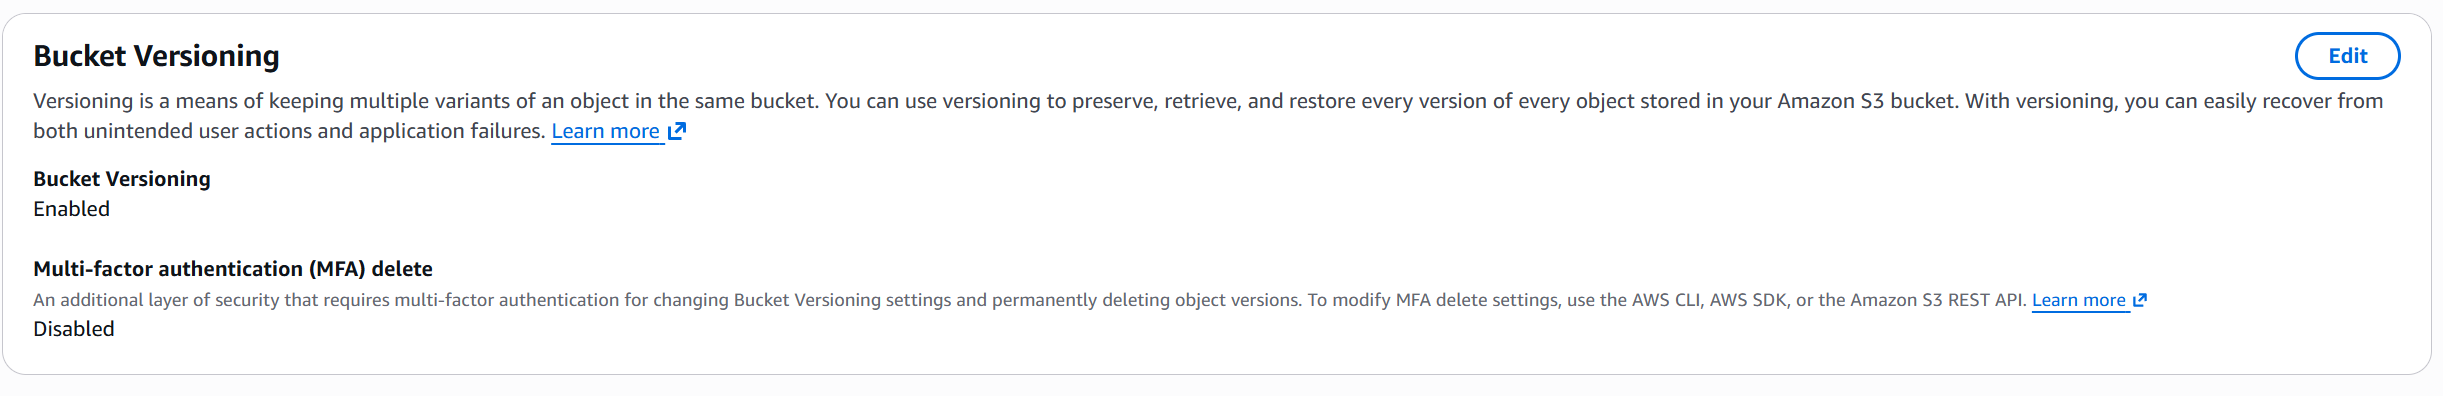 Bucket Versioning
Edit
Versioning is a means of keeping multiple variants of an object in the same bucket. You can use versioning to preserve, retrieve, and restore every version of every object stored in your Amazon S3 bucket. With versioning, you can easily recover from
both unintended user actions and application failures. Learn more
Bucket Versioning
Enabled
Multi-factor authentication (MFA) delete
An additional layer of security that requires multi-factor authentication for changing Bucket Versioning settings and permanently deleting object versions. To modify MFA delete settings, use the AWS CLI, AWS SDK, or the Amazon S3 REST API. Learn more
Disabled